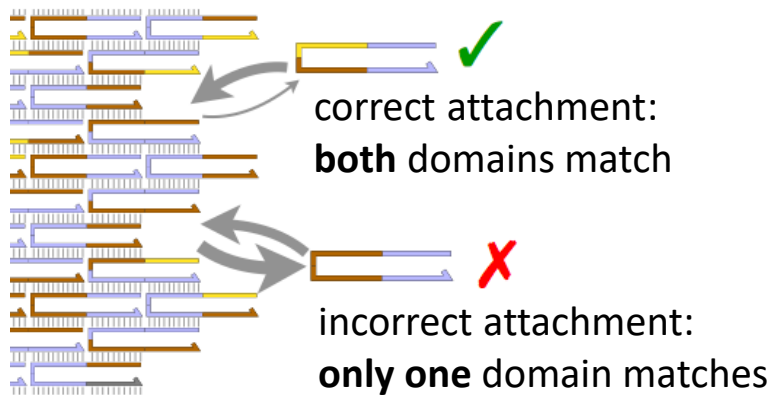 correct attachment:
both domains match
incorrect attachment:
only one domain matches